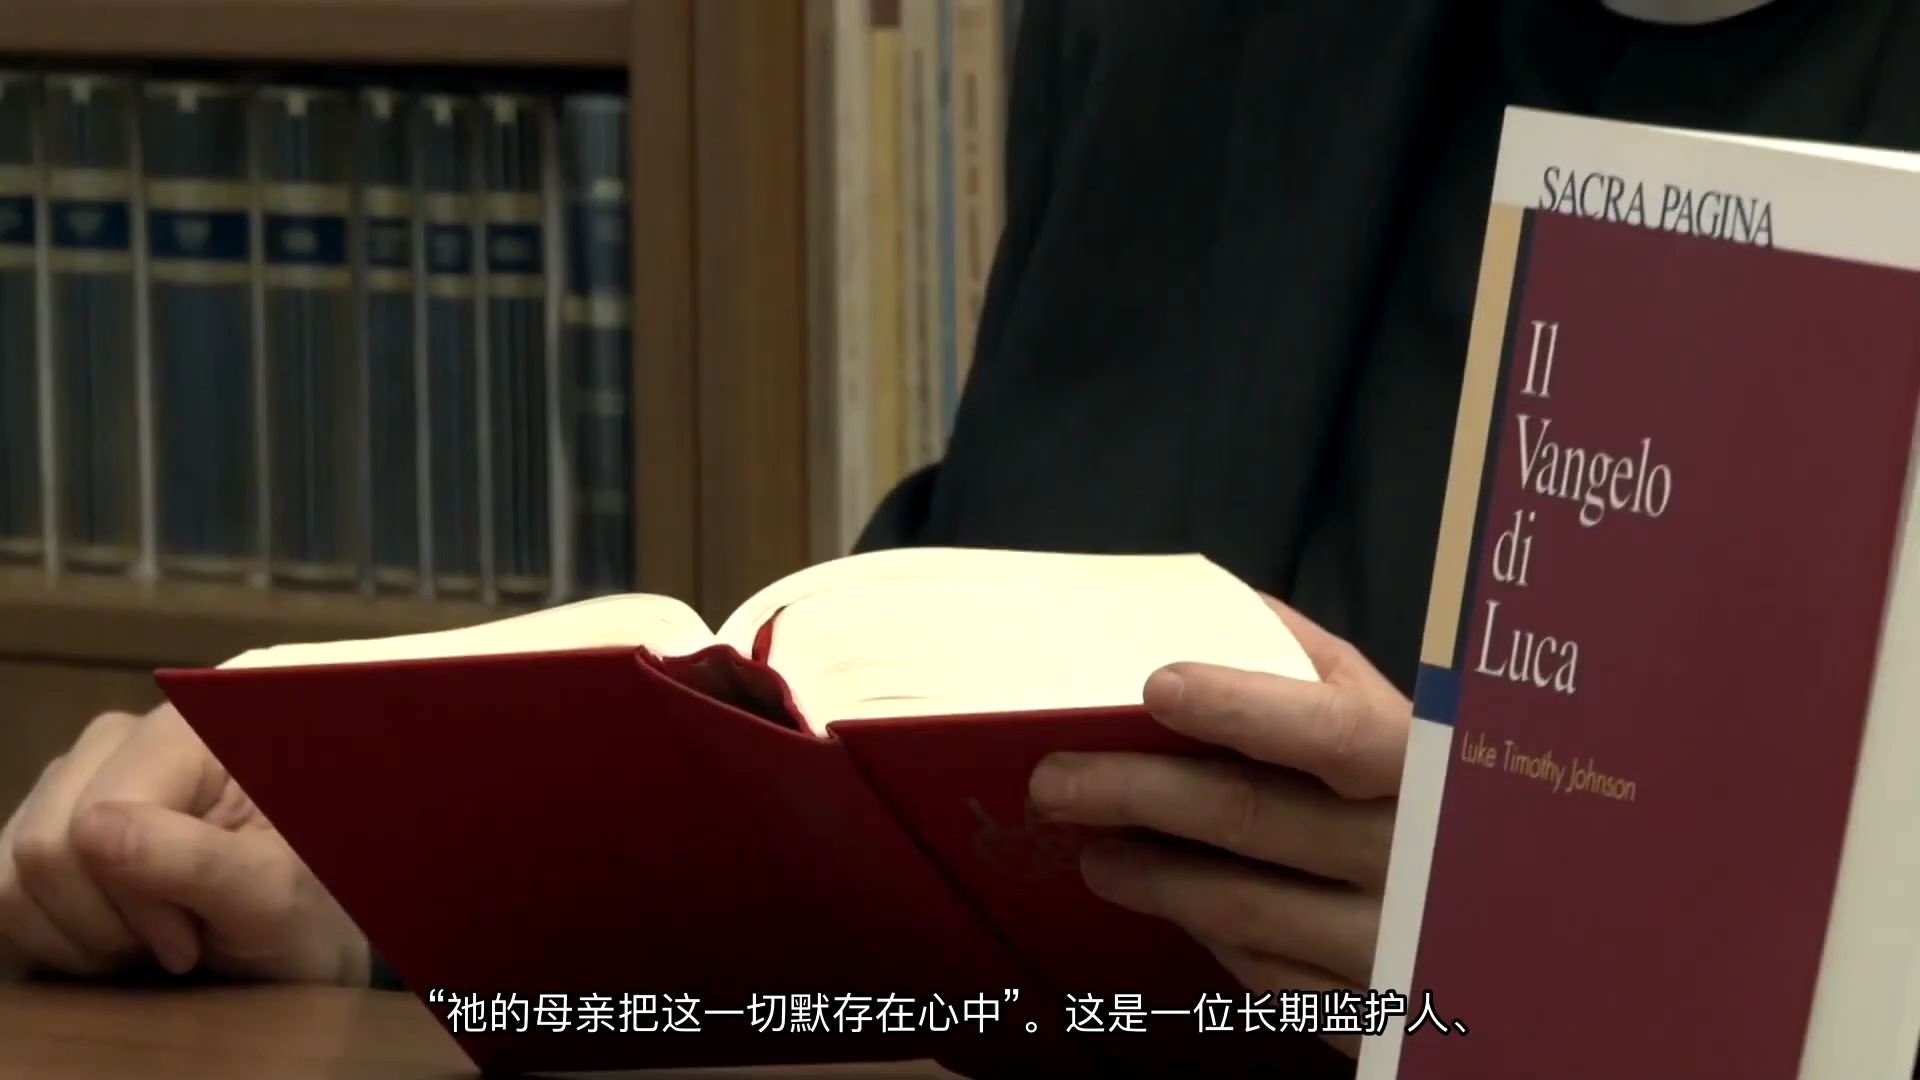 SACRA PAGINA
Il
Vangelo
di
Luca
Luke Timothy Johnson
“祂的母亲把这一切默存在心中”。这是一位长期监护人、